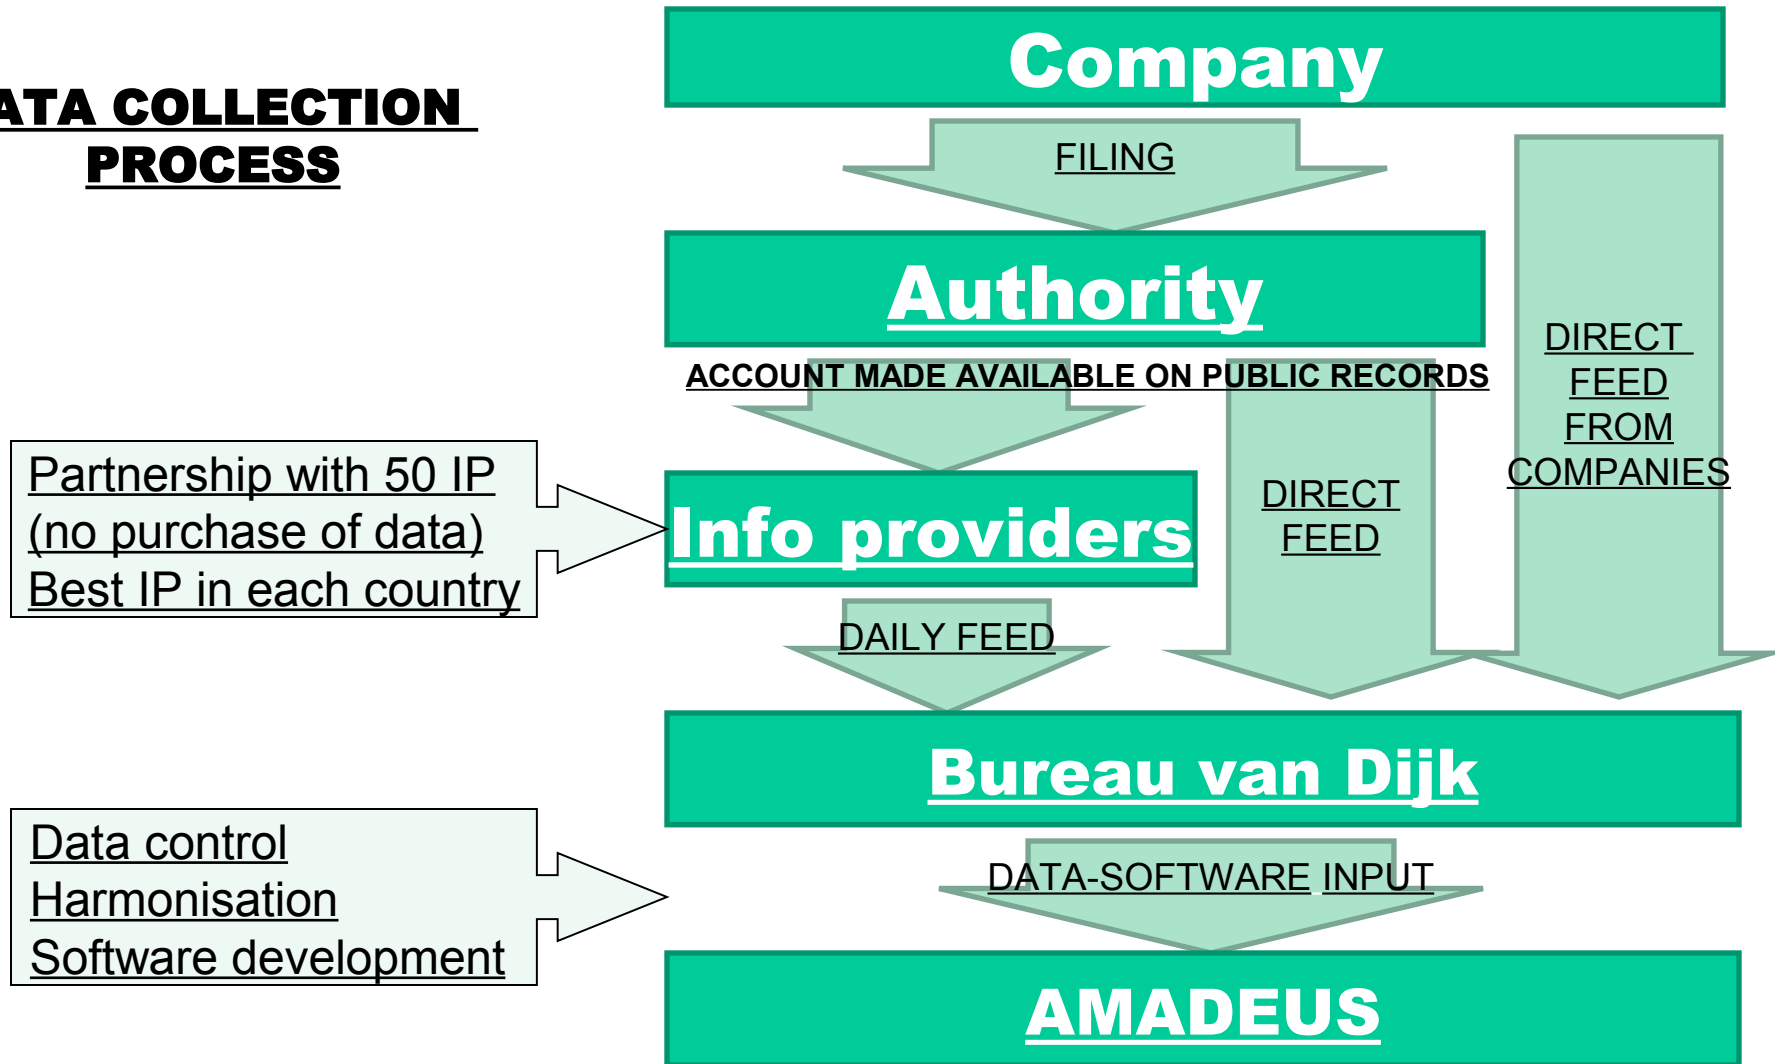 ATA COLLECTION
PROCESS
Company
FILING
Authority
ACCOUNT MADE AVAILABLE ON PUBLIC RECORDS
DIRECT
FEED
FROM
COMPANIES
DIRECT
FEED
Partnership with 50 IP
(no purchase of data)
Best IP in each country
Info providers
DAILY FEED
Bureau van Dijk
Data control
Harmonisation
Software development
DATA-SOFTWARE INPUT
AMADEUS